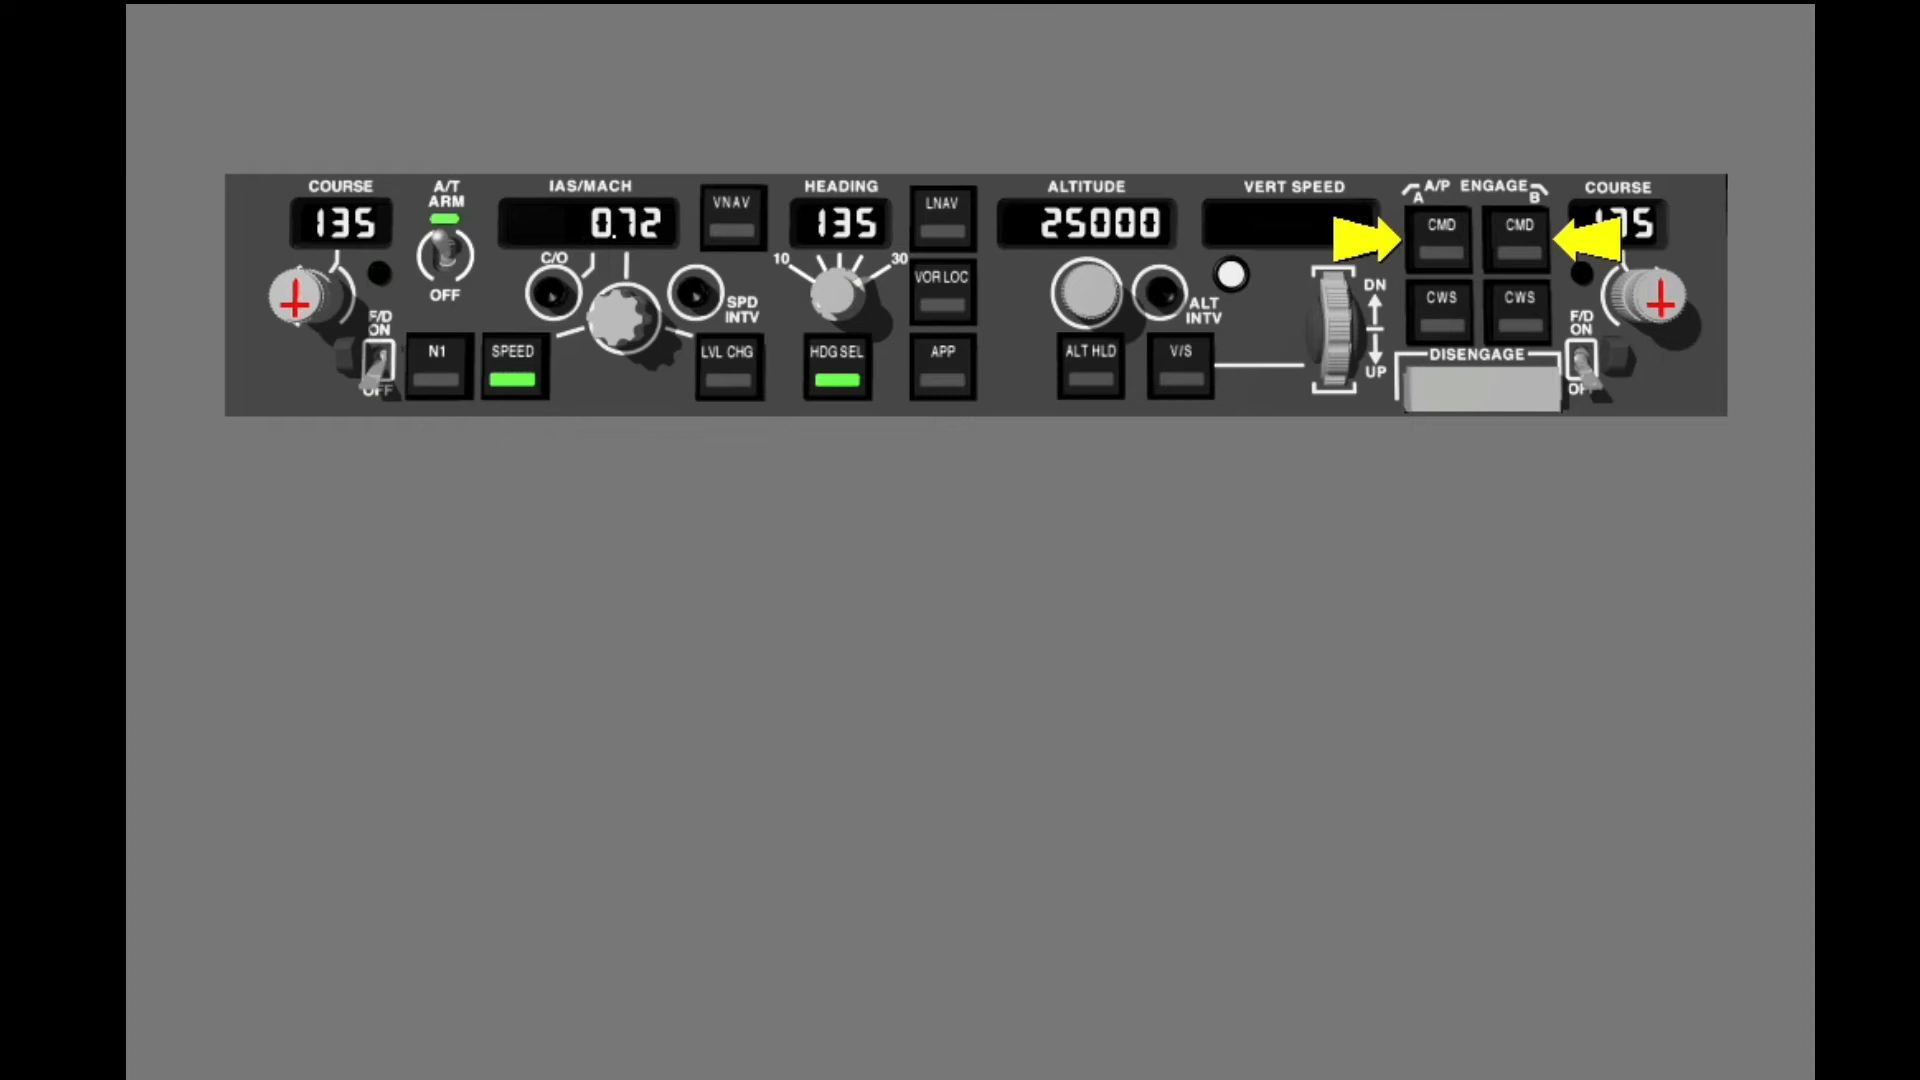 COURSE
A/T
ARM
IAS/MACH
HEADING
ALTITUDE
VERT SPEED
A/P ENGAGE
A
B
COURSE
135
0.72
VNAV
135
LNAV
25000
CMD
CMD
C/O
10
30
OFF
SPD
INTV
VOR LOC
ALT
INTV
DN
CWS
CWS
F/D
ON
OFF
N1
SPEED
LVL CHG
HDG SEL
APP
ALT HLD
V/S
UP
DISENGAGE
F/D
ON